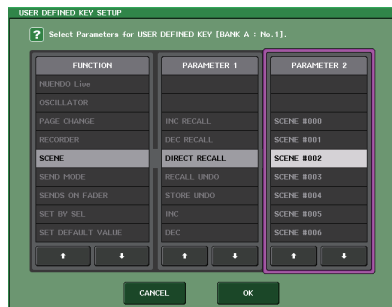 USER DEFINED KEY SETUP
? Select Parameters for USER DEFINED KEY [BANK A : No.1].
FUNCTION
NUENDO Live
OSCILLATOR
PAGE CHANGE
RECORDER
SCENE
SEND MODE
SENDS ON FADER
SET BY SEL
SET DEFAULT VALUE
PARAMETER 1
INC RECALL
DEC RECALL
DIRECT RECALL
RECALL UNDO
STORE UNDO
INC
DEC
PARAMETER 2
SCENE #000
SCENE #001
SCENE #002
SCENE #003
SCENE #004
SCENE #005
SCENE #006
CANCEL
OK